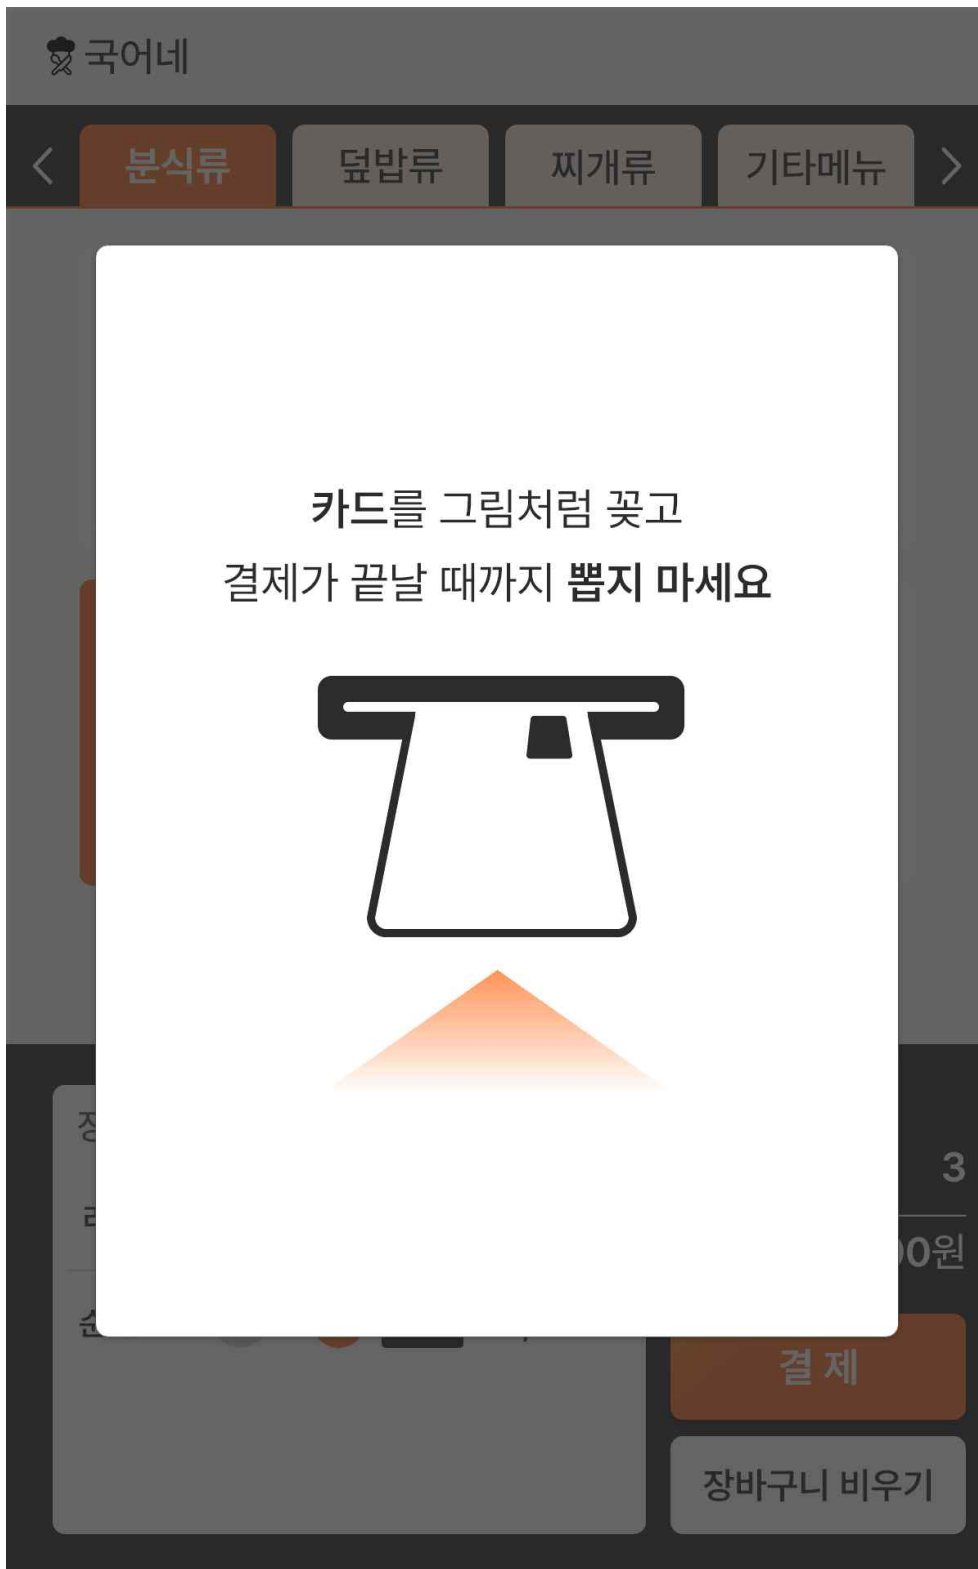 국어네
분식류 덮밥류 찌개류 기타메뉴
카드를 그림처럼 꽂고
결제가 끝날 때까지 뽑지 마세요
3
0원
결제
장바구니 비우기